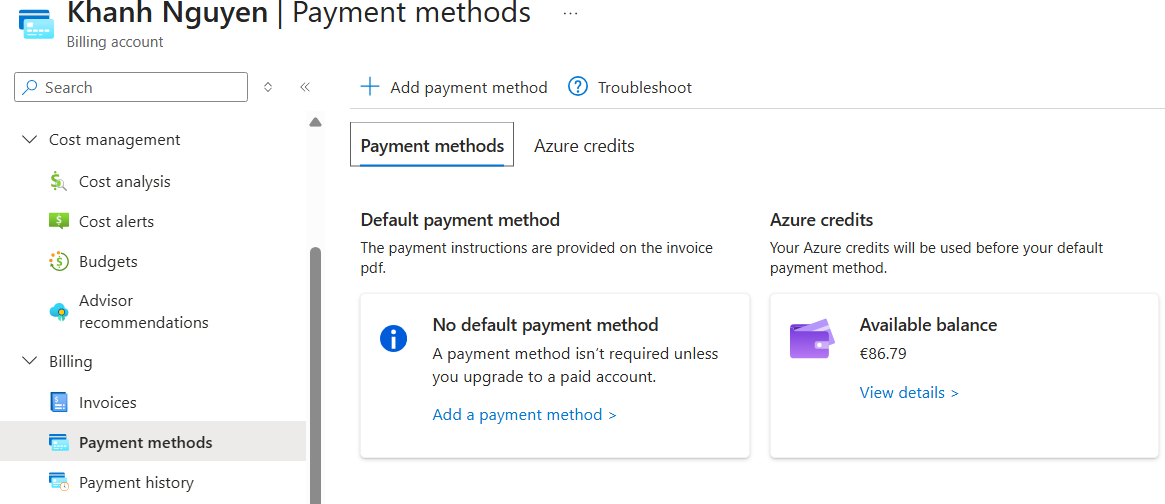 Khanh Nguyen | Payment methods ...
Billing account
Search
Add payment method
Troubleshoot
Cost management
Cost analysis
Cost alerts
Budgets
Advisor
recommendations
Billing
Invoices
Payment methods
Payment history
Payment methods
Azure credits
Default payment method
The payment instructions are provided on the invoice
pdf.
No default payment method
A payment method isn’t required unless
you upgrade to a paid account.
Add a payment method >
Azure credits
Your Azure credits will be used before your default
payment method.
Available balance
€86.79
View details >